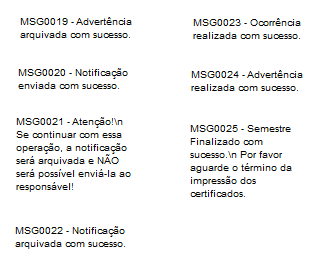 MSG0019 - Advertência
arquivada com sucesso.
MSG0020 - Notificação
enviada com sucesso.
MSG0021 - Atenção!\n
Se continuar com essa
operação, a notificação
será arquivada e NÃO
será possível enviá-la ao
responsável!
MSG0022 - Notificação
arquivada com sucesso.
MSG0023 - Ocorrência
realizada com sucesso.
MSG0024 - Advertência
realizada com sucesso.
MSG0025 - Semestre
Finalizado com
sucesso.\n Por favor
aguarde o término da
impressão dos
certificados.